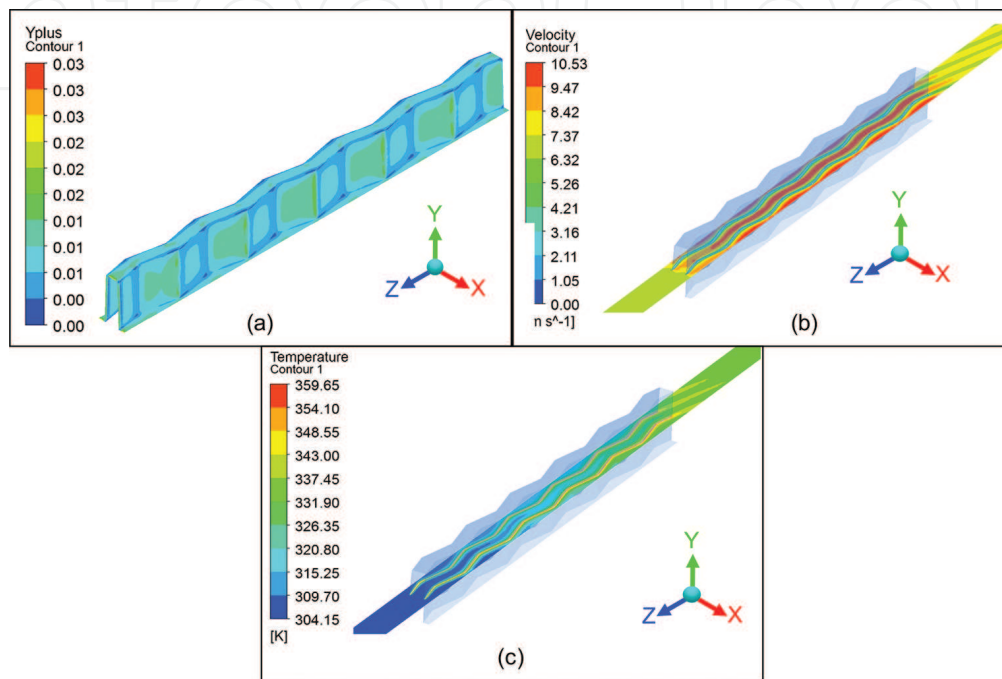 Yplus
Contour 1
0.03
0.03
0.03
0.02
0.02
0.02
0.01
0.01
0.01
0.00
0.00
Y
Z
X
(a)
Velocity
Contour 1
10.53
9.47
8.42
7.37
6.32
5.26
4.21
3.16
2.11
1.05
0.00
n s^-1]
Y
Z
X
(b)
Temperature
Contour 1
359.65
354.10
348.55
343.00
337.45
331.90
326.35
320.80
315.25
309.70
304.15
[K]
Y
Z
X
(c)